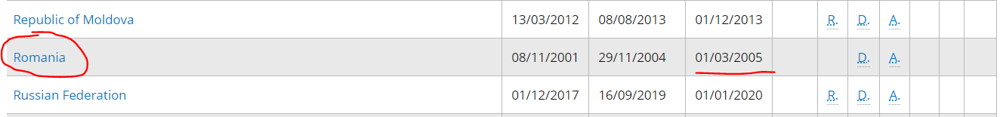 Republic of Moldova 13/03/2012 08/08/2013 01/12/2013 R. D. A.
Romania 08/11/2001 29/11/2004 01/03/2005 D. A.
Russian Federation 01/12/2017 16/09/2019 01/01/2020 R. D. A.